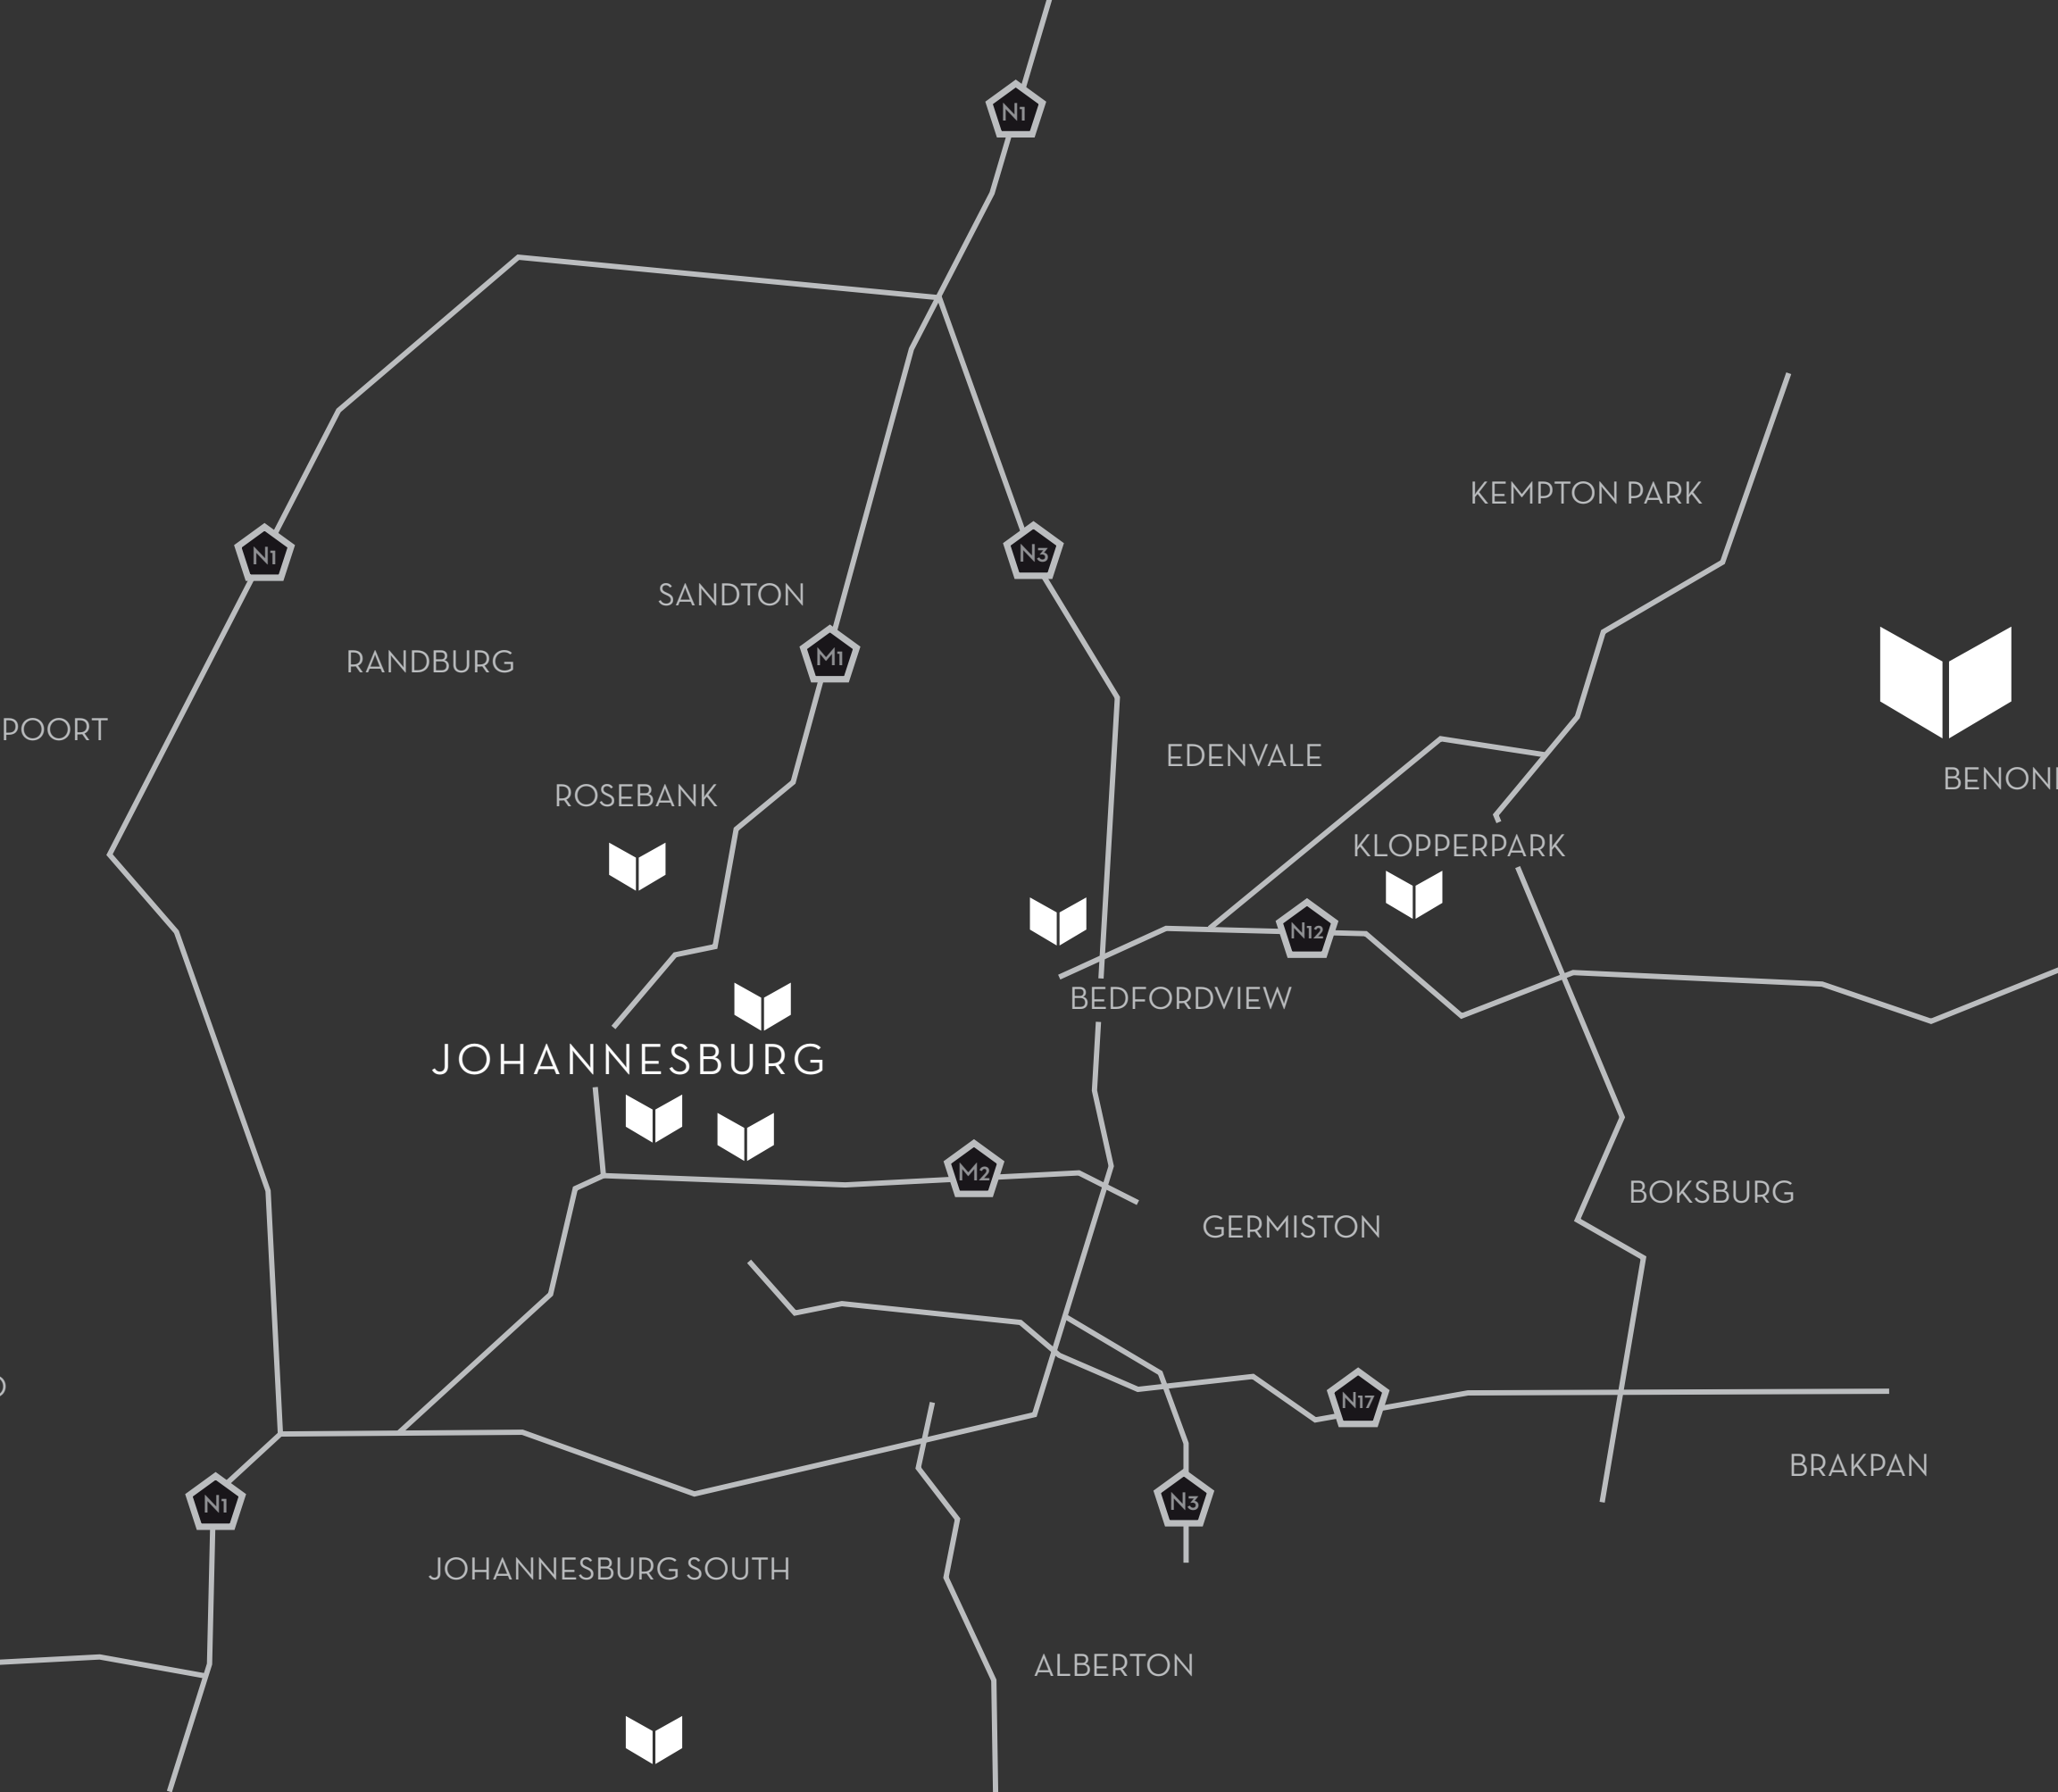 N1
KEMPTON PARK
N1
N3
SANDTON
M1
RANDBURG
POORT
EDENVALE
BENONI
ROSEBANK
KLOPPERPARK
N12
BEDFORDVIEW
JOHANNESBURG
M2
BOKSBURG
GERMISTON
N17
BRAKPAN
N1
N3
JOHANNESBURG SOUTH
ALBERTON